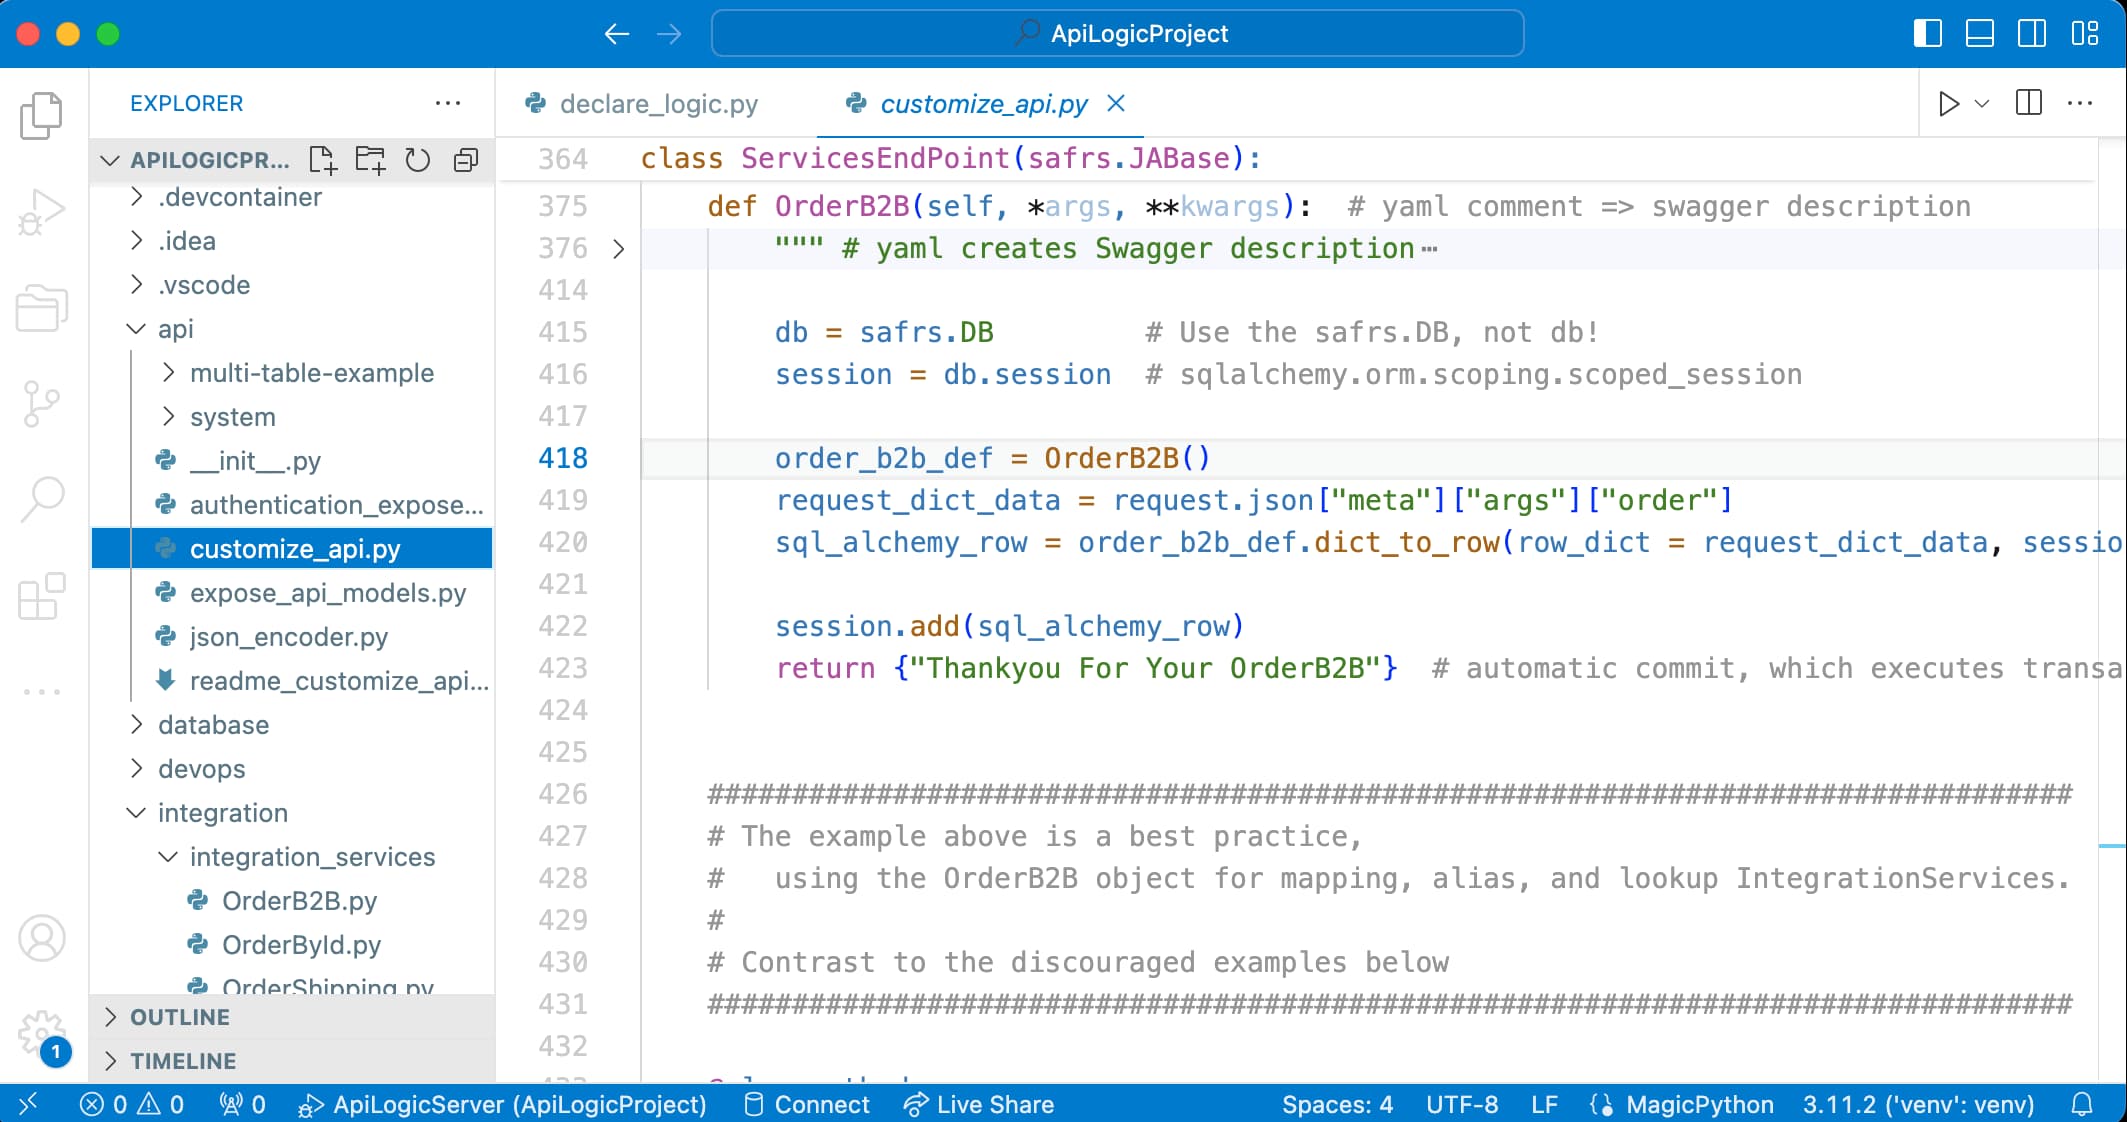 ApiLogicProject
EXPLORER
declare_logic.py
customize_api.py
APILOGICPR...
.devcontainer
.idea
.vscode
api
multi-table-example
system
__init__.py
authentication_expose...
customize_api.py
expose_api_models.py
json_encoder.py
readme_customize_api...
database
devops
integration
integration_services
OrderB2B.py
OrderById.py
OrderShipping.py
OUTLINE
TIMELINE
364 class ServicesEndPoint(safrs.JABase):
375 def OrderB2B(self, *args, **kwargs):  # yaml comment => swagger description
376 """ # yaml creates Swagger description…
414
415 db = safrs.DB         # Use the safrs.DB, not db!
416 session = db.session  # sqlalchemy.orm.scoping.scoped_session
417
418 order_b2b_def = OrderB2B()
419 request_dict_data = request.json["meta"]["args"]["order"]
420 sql_alchemy_row = order_b2b_def.dict_to_row(row_dict = request_dict_data, sessio
421
422 session.add(sql_alchemy_row)
423 return {"Thankyou For Your OrderB2B"}  # automatic commit, which executes transa
424
425
426 #################################################################################
427 # The example above is a best practice,
428 #   using the OrderB2B object for mapping, alias, and lookup IntegrationServices.
429 #
430 # Contrast to the discouraged examples below
431 #################################################################################
432
1
0 0 0 ApiLogicServer (ApiLogicProject) Connect Live Share Spaces: 4 UTF-8 LF MagicPython 3.11.2 ('venv': venv)